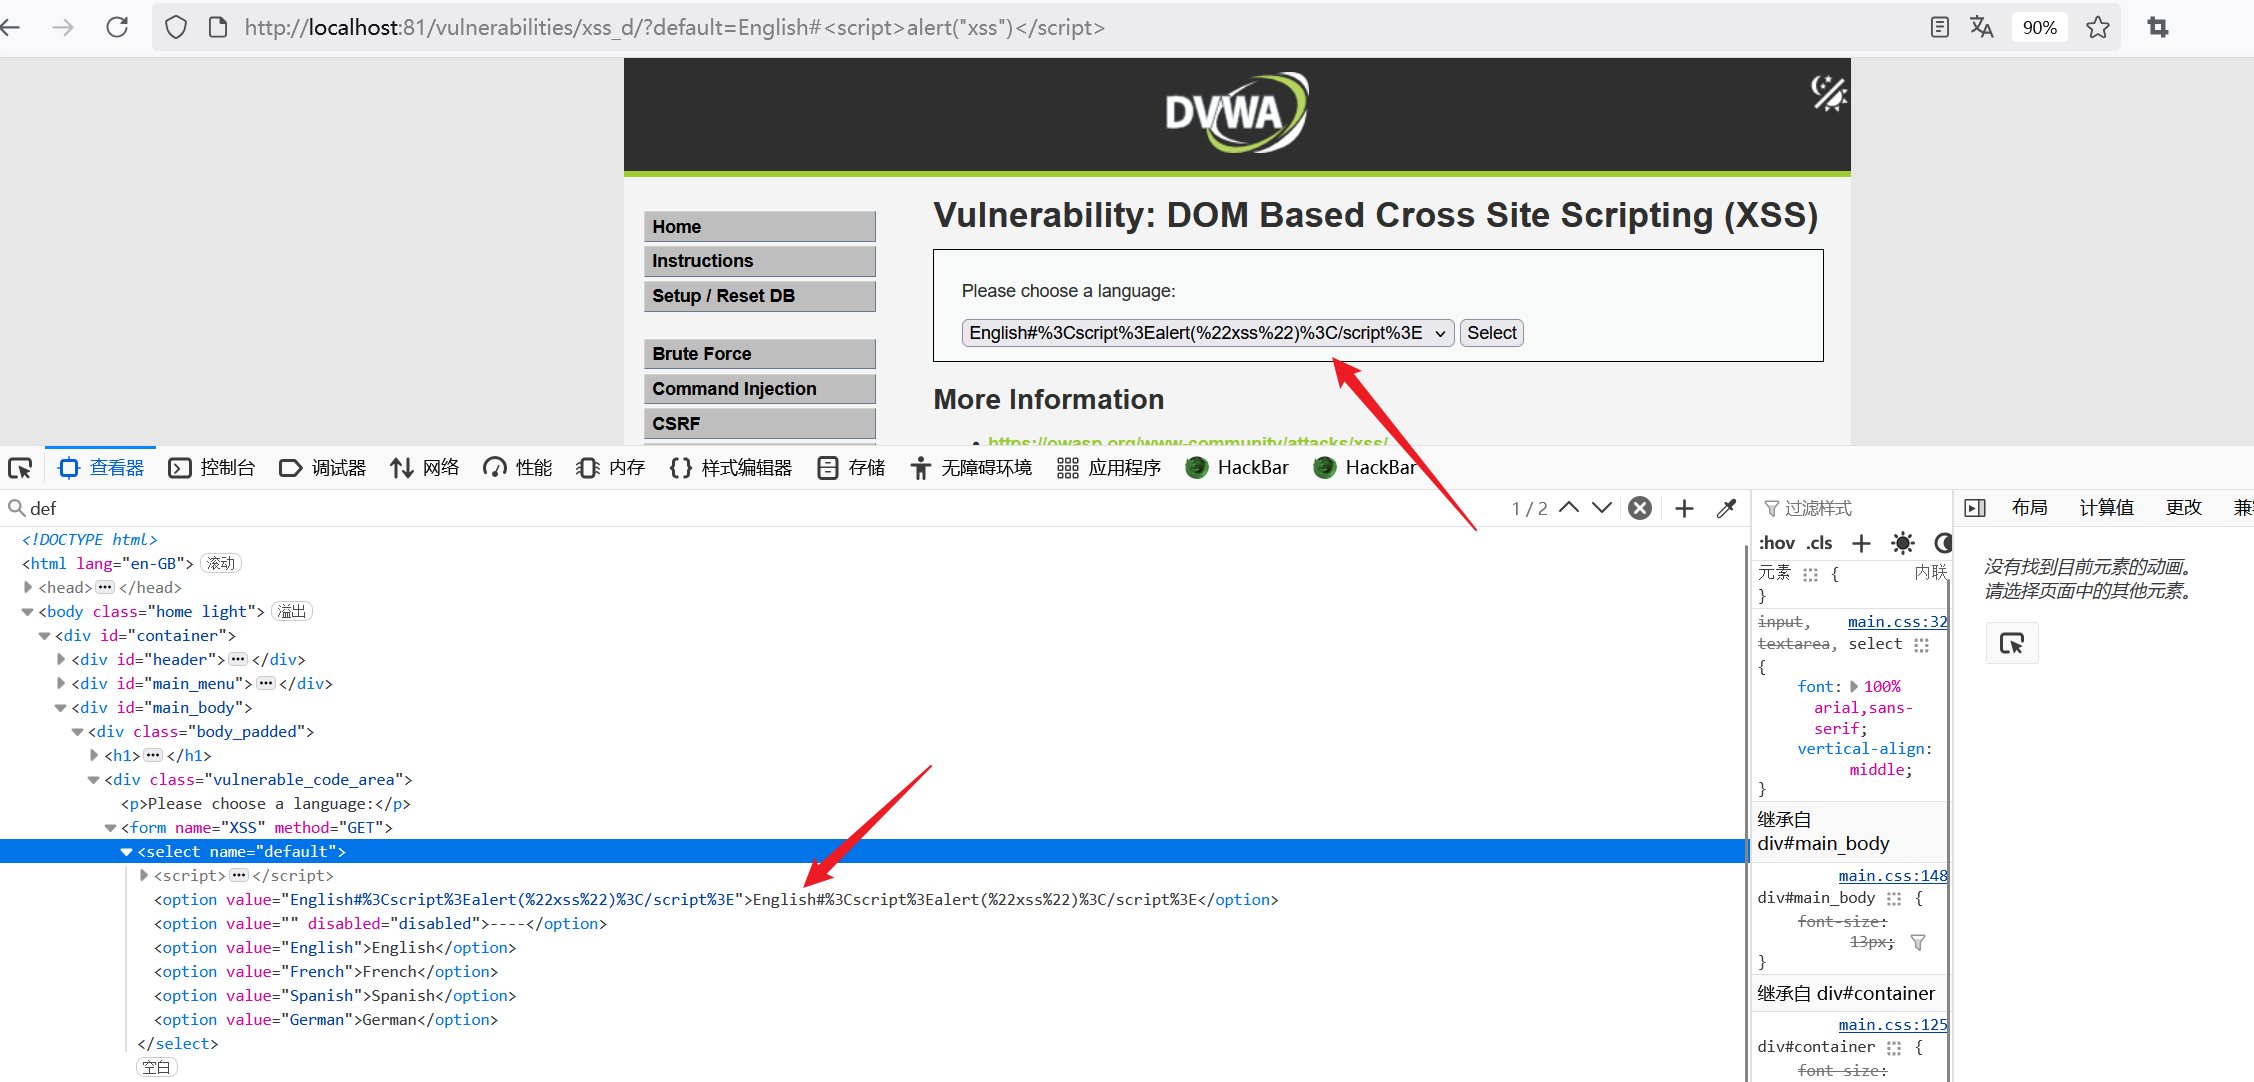 http://localhost:81/vulnerabilities/xss_d/?default=English#<script>alert("xss")</script>
90%
DVWA
Vulnerability: DOM Based Cross Site Scripting (XSS)
Home
Instructions
Setup / Reset DB
Brute Force
Command Injection
CSRF
Please choose a language:
English#%3Cscript%3Ealert(%22xss%22)%3C/script%3E
Select
More Information
https://owasp.org/www-community/attacks/xss/
查看器 控制台 调试器 网络 性能 内存 样式编辑器 存储 无障碍环境 应用程序 HackBar HackBar
def
1 / 2
<!DOCTYPE html>
<html lang="en-GB"> 滚动
<head> ••• </head>
<body class="home light"> 溢出
<div id="container">
<div id="header"> ••• </div>
<div id="main_menu"> ••• </div>
<div id="main_body">
<div class="body_padded">
<h1> ••• </h1>
<div class="vulnerable_code_area">
<p>Please choose a language:</p>
<form name="XSS" method="GET">
<select name="default">
<script> ••• </script>
<option value="English#%3Cscript%3Ealert(%22xss%22)%3C/script%3E">English#%3Cscript%3Ealert(%22xss%22)%3C/script%3E</option>
<option value="" disabled="disabled">----</option>
<option value="English">English</option>
<option value="French">French</option>
<option value="Spanish">Spanish</option>
<option value="German">German</option>
</select>
空白
过滤样式
:hov .cls
元素 { 内联
}
input, main.css:32
textarea, select
{
font: 100%
arial,sans-
serif;
vertical-align:
middle;
}
继承自
div#main_body
main.css:148
div#main_body {
font-size:
13px;
}
继承自 div#container
main.css:125
div#container {
font-size:
布局 计算值 更改 兼
没有找到目前元素的动画。
请选择页面中的其他元素。